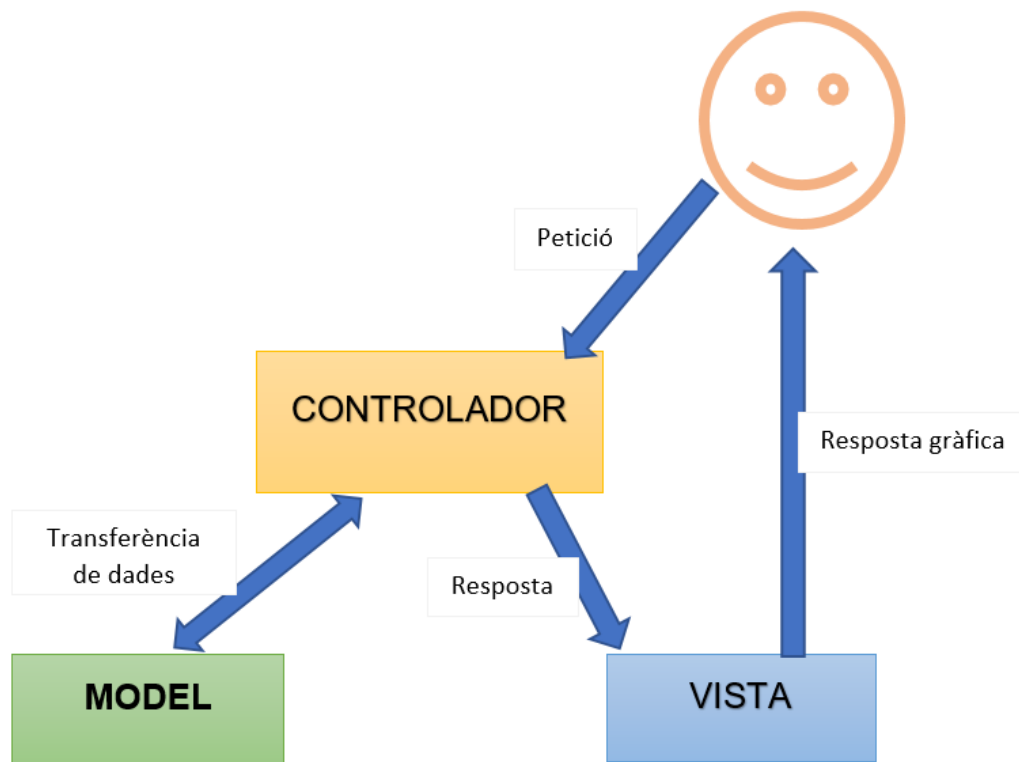 Petició
CONTROLADOR
Resposta gràfica
Transferència
de dades
Resposta
MODEL
VISTA